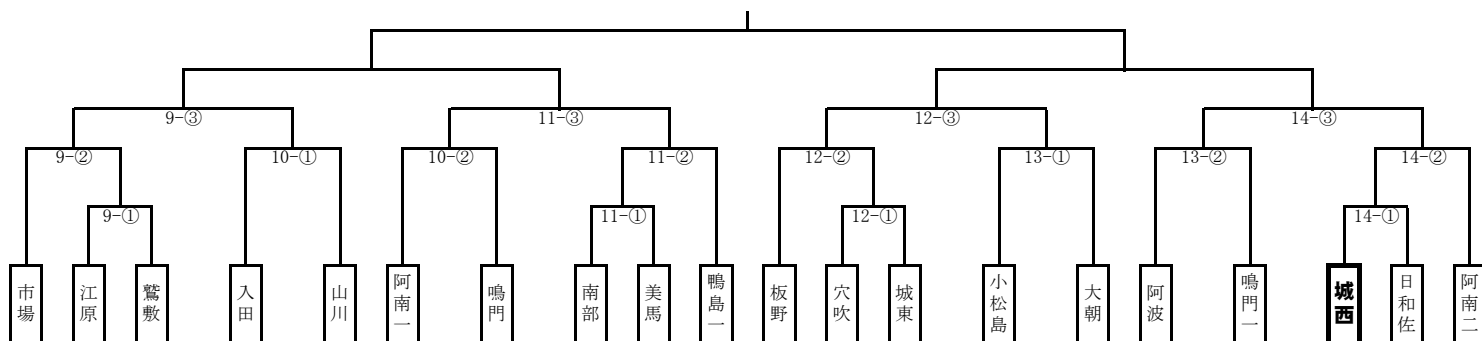 9-③
11-③
12-③
14-③
9-②
10-①
10-②
11-②
12-②
13-①
13-②
14-②
9-①
11-①
12-①
14-①
市場
江原
鷲敷
入田
山川
阿南一
鳴門
南部
美馬
鴨島一
板野
穴吹
城東
小松島
大朝
阿波
鳴門一
城西
日和佐
阿南二